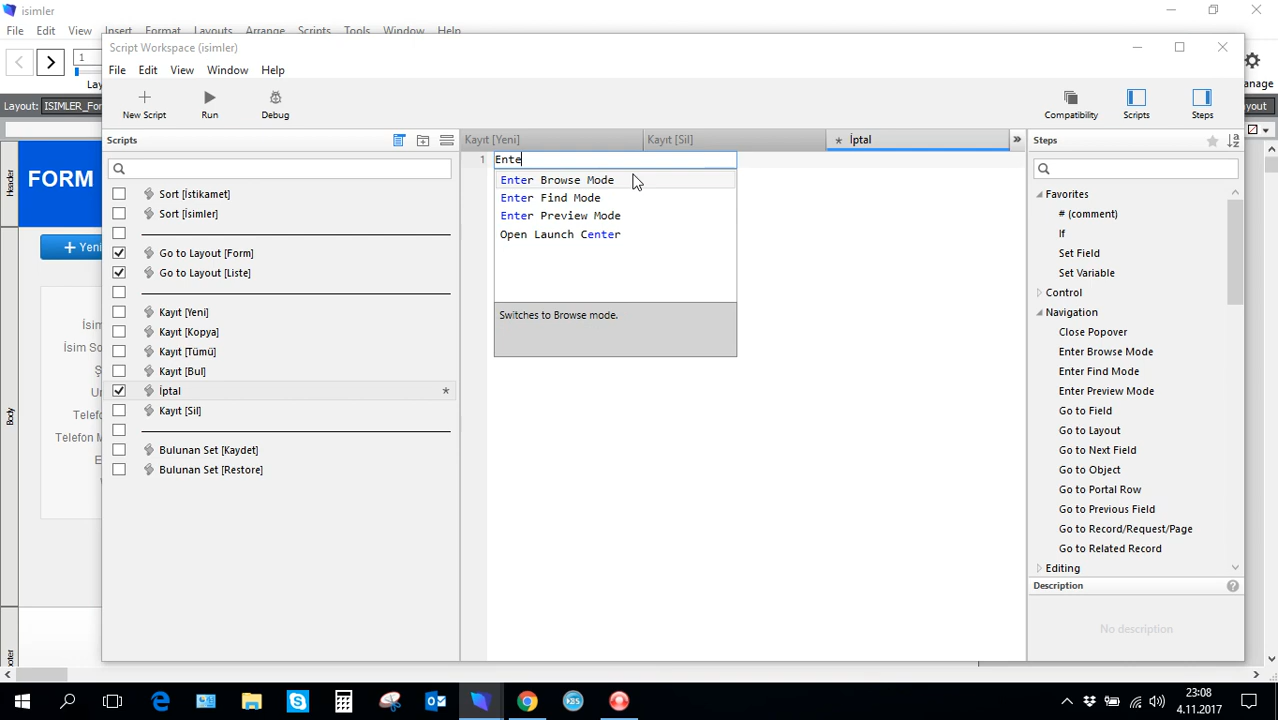 isimler
File Edit View Insert Format Layouts Arrange Scripts Tools Window Help
Script Workspace (isimler)
File Edit View Window Help
1
Lay
New Script Run Debug
Compatibility Scripts Steps
anage
Layout: ISIMLER_For
ayout
Scripts
Kayıt [Yeni] Kayıt [Sil] * İptal »
Steps
1 Ente
Enter Browse Mode
Enter Find Mode
Enter Preview Mode
Open Launch Center
Switches to Browse mode.
Header
FORM
Body
Yeni
İsim
İsim So
Ş
Telef
Telefon M
E
Sort [İstikamet]
Sort [İsimler]
Go to Layout [Form]
Go to Layout [Liste]
Kayıt [Yeni]
Kayıt [Kopya]
Kayıt [Tümü]
Kayıt [Bul]
İptal *
Kayıt [Sil]
Bulunan Set [Kaydet]
Bulunan Set [Restore]
Favorites
# (comment)
If
Set Field
Set Variable
Control
Navigation
Close Popover
Enter Browse Mode
Enter Find Mode
Enter Preview Mode
Go to Field
Go to Layout
Go to Next Field
Go to Object
Go to Portal Row
Go to Previous Field
Go to Record/Request/Page
Go to Related Record
Editing
Description
No description
23:08
4.11.2017